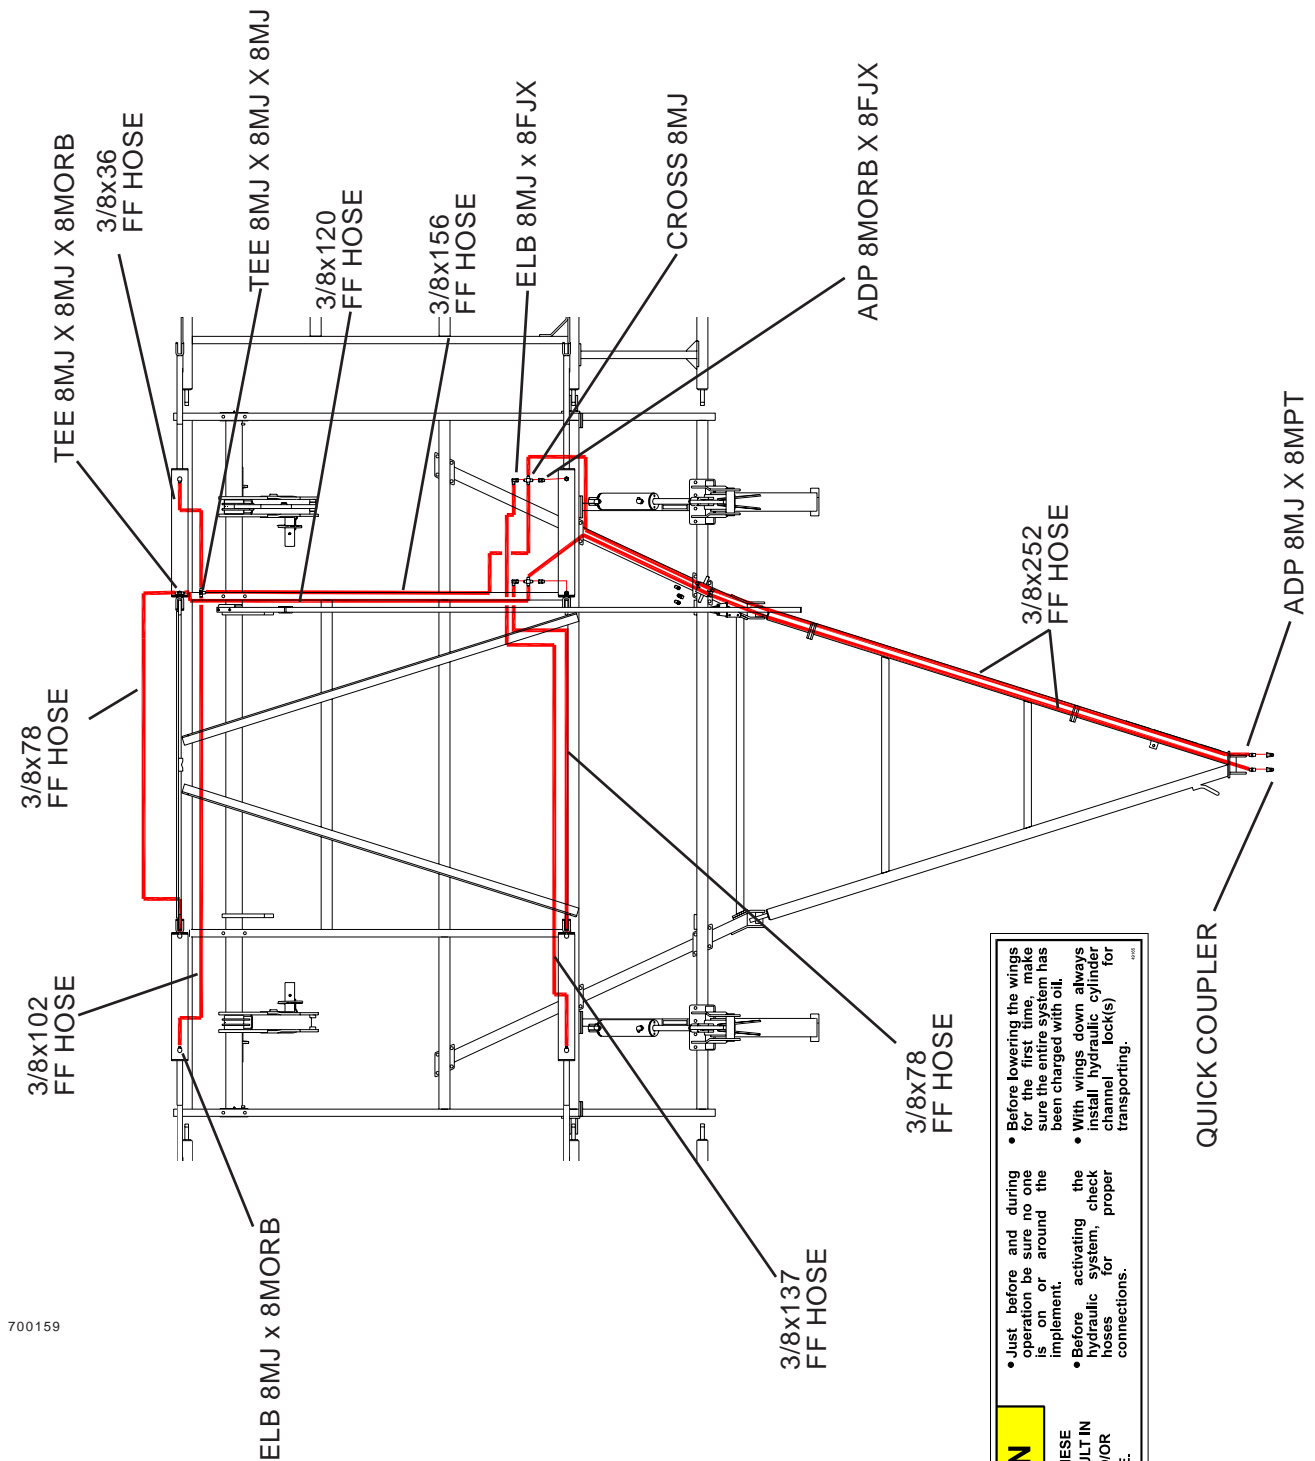 700159
TEE 8MJ X 8MJ X 8MORB
3/8x36
FF HOSE
TEE 8MJ X 8MJ X 8MJ
3/8x120
FF HOSE
3/8x156
FF HOSE
ELB 8MJ x 8FJX
CROSS 8MJ
ADP 8MORB X 8FJX
3/8x78
FF HOSE
3/8x102
FF HOSE
ELB 8MJ x 8MORB
3/8x252
FF HOSE
ADP 8MJ X 8MPT
QUICK COUPLER
3/8x78
FF HOSE
3/8x137
FF HOSE
N
HESE
ULT IN
D/OR
E.
• Just before and during
operation be sure no one
is on or around the
implement.
• Before activating the
hydraulic system, check
hoses for proper
connections.
• Before lowering the wings
for the first time, make
sure the entire system has
been charged with oil.
• With wings down always
install hydraulic cylinder
channel lock(s) for
transporting.